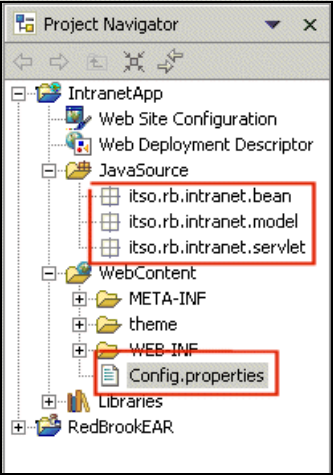 Project Navigator
IntranetApp
Web Site Configuration
Web Deployment Descriptor
JavaSource
itso.rb.intranet.bean
itso.rb.intranet.model
itso.rb.intranet.servlet
WebContent
META-INF
theme
WEB-INF
Config.properties
Libraries
RedBrookEAR